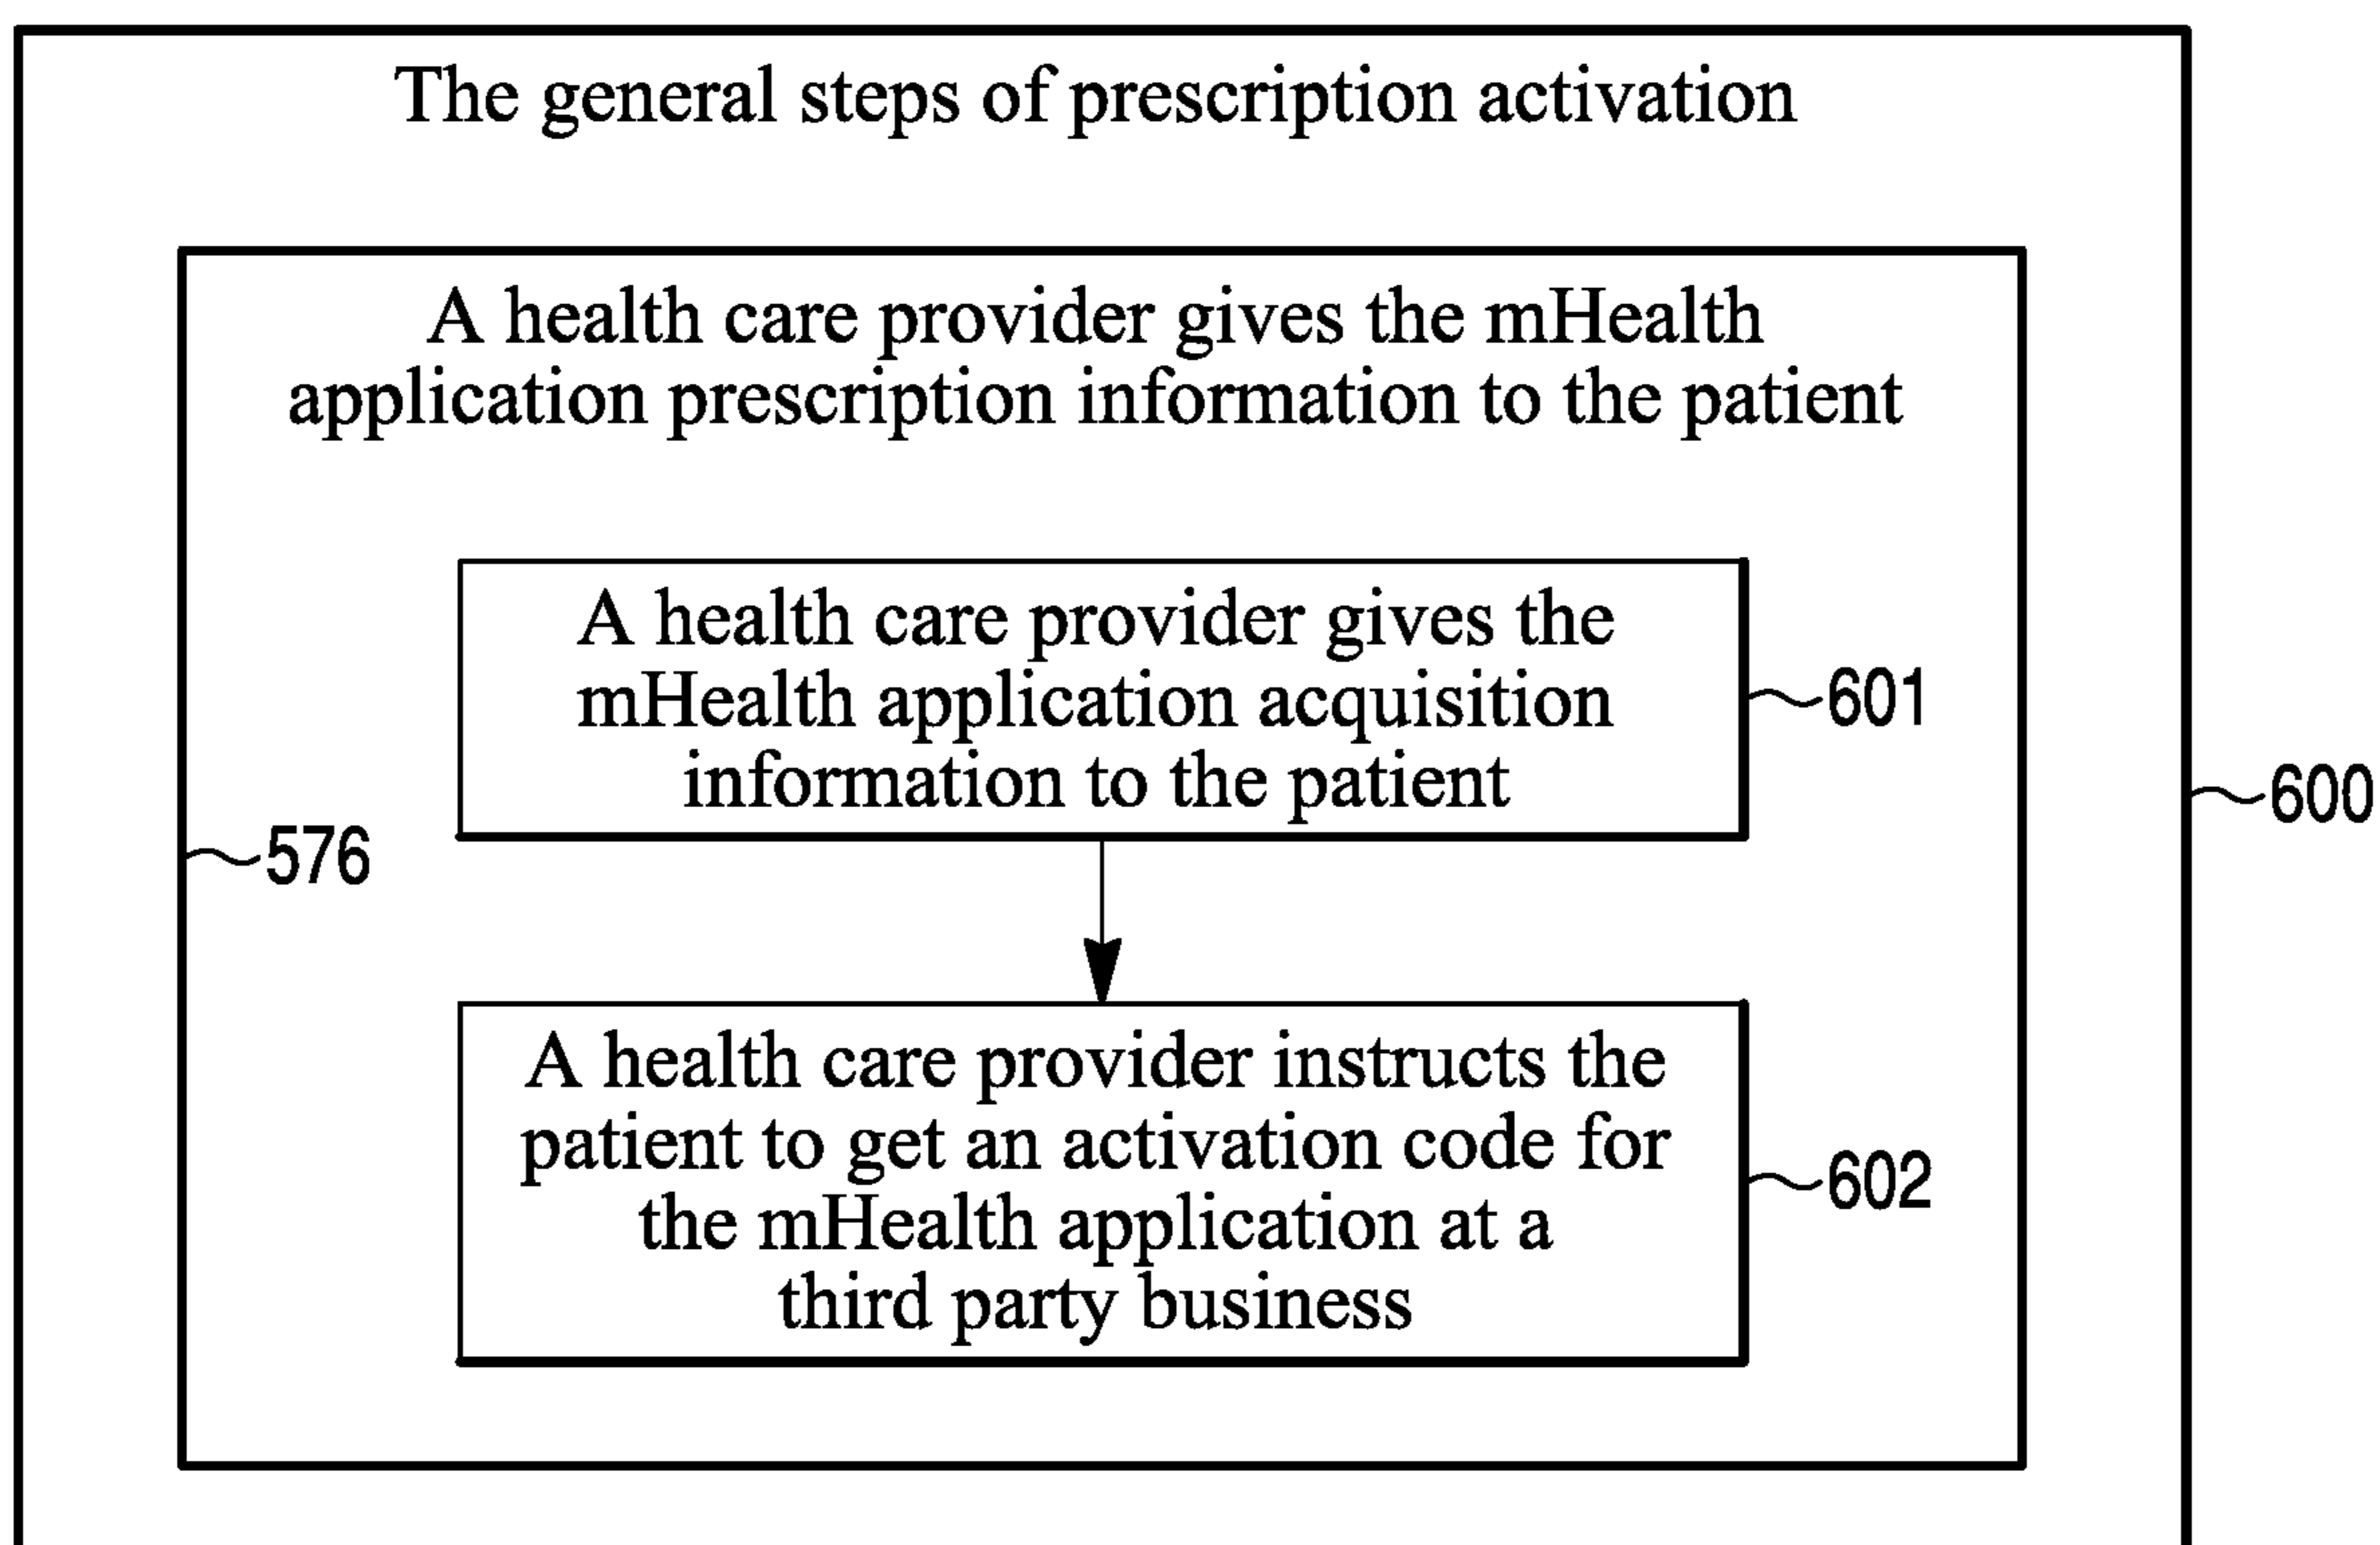 The general steps of prescription activation
A health care provider gives the mHealth
application prescription information to the patient
A health care provider gives the
mHealth application acquisition
information to the patient
601
600
576
A health care provider instructs the
patient to get an activation code for
the mHealth application at a
third party business
602